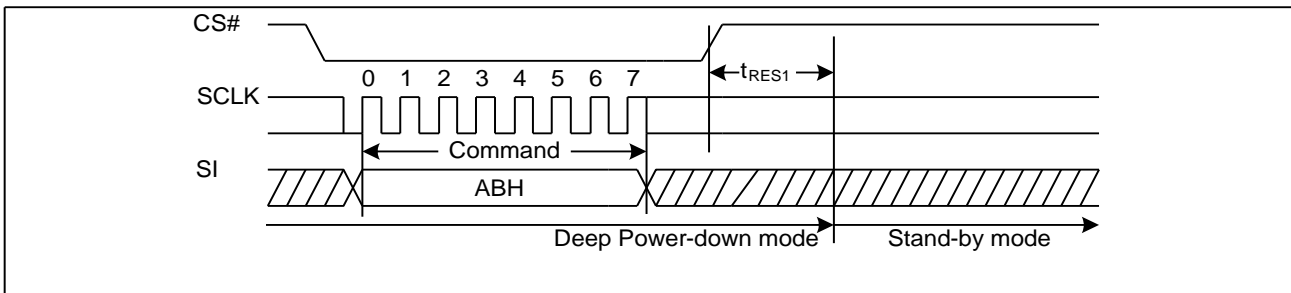 CS#
tRES1
0 1 2 3 4 5 6 7
SCLK
Command
SI
ABH
Deep Power-down mode
Stand-by mode